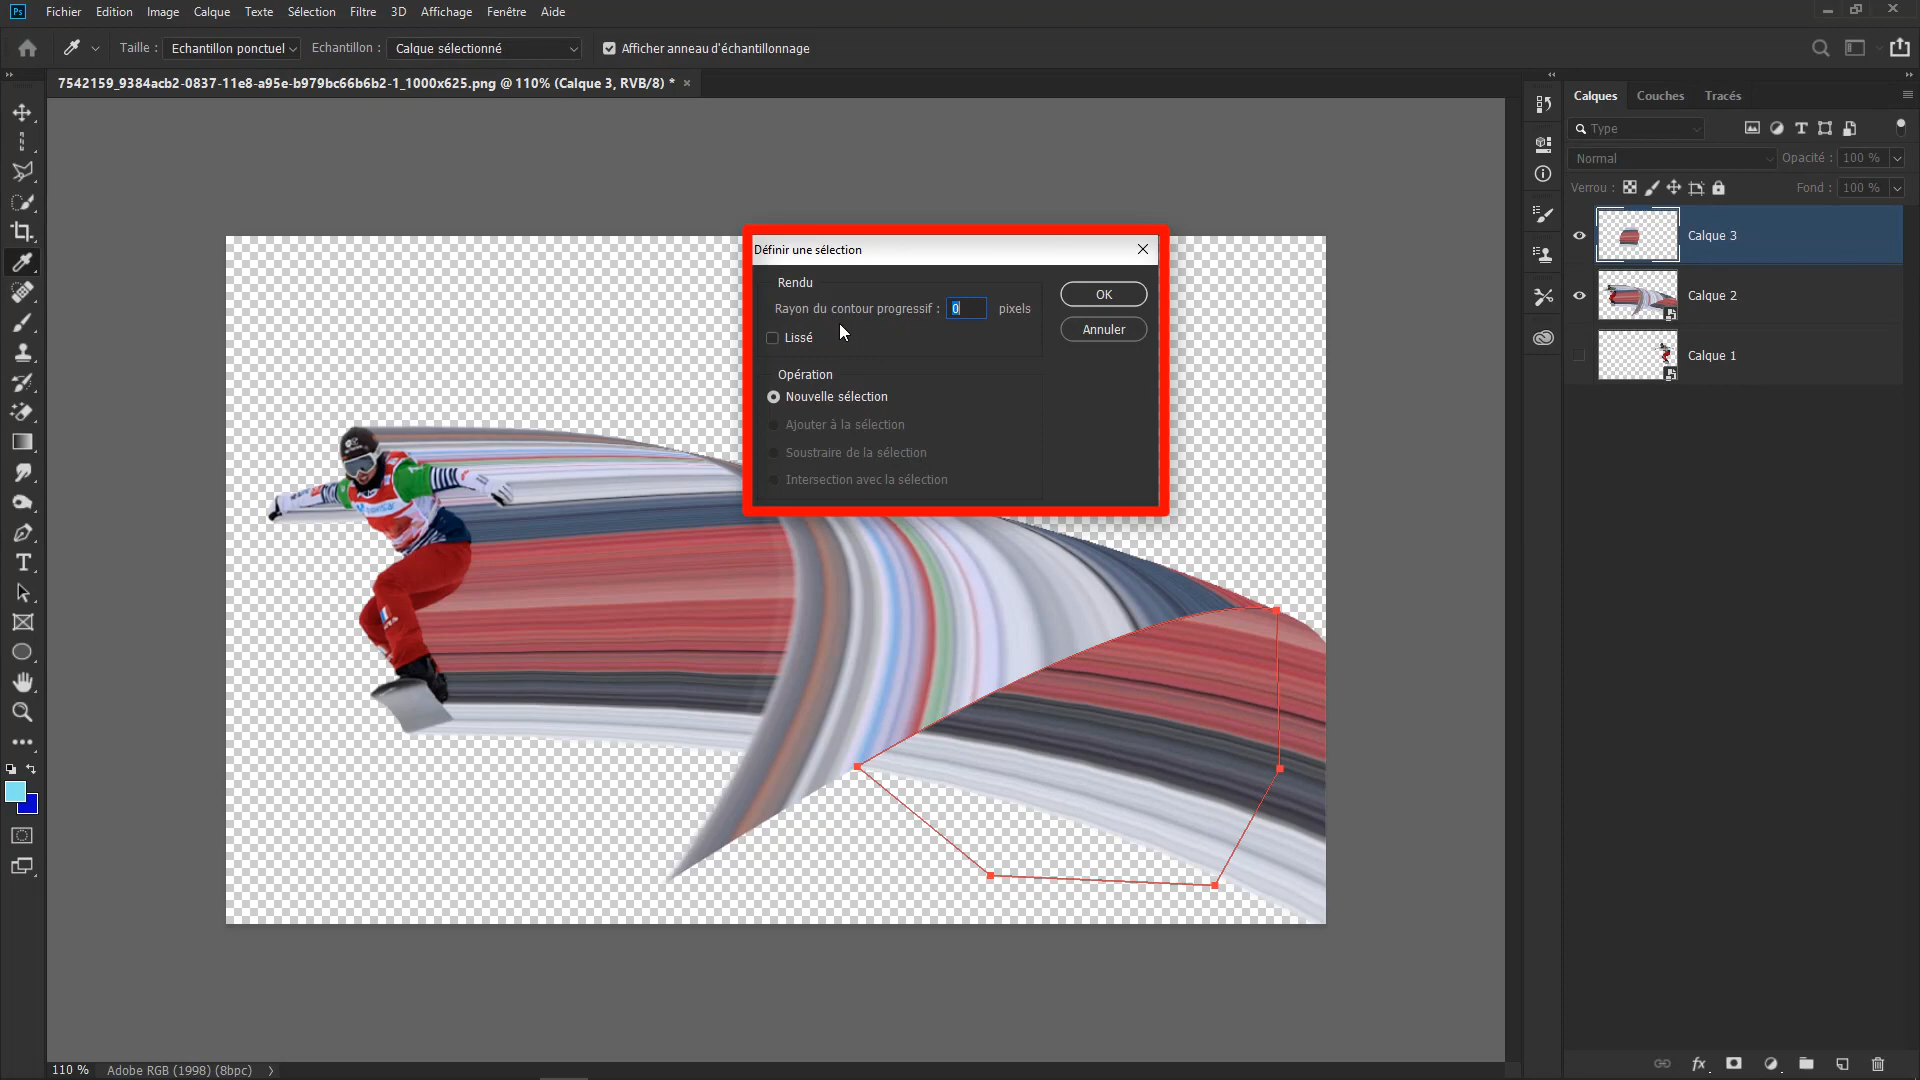 Ps
Fichier Edition Image Calque Texte Sélection Filtre 3D Affichage Fenêtre Aide
Taille : Echantillon ponctuel Echantillon : Calque sélectionné Afficher anneau d'échantillonnage
7542159_9384acb2-0837-11e8-a95e-b979bc66b6b2-1_1000x625.png @ 110% (Calque 3, RVB/8) * ×
Calques Couches Tracés
Type
Normal Opacité : 100 %
Verrou : Fond : 100 %
Calque 3
Calque 2
Calque 1
Définir une sélection
Rendu
Rayon du contour progressif : 0 pixels
Lissé
OK
Annuler
Opération
Nouvelle sélection
Ajouter à la sélection
Soustraire de la sélection
Intersection avec la sélection
110 % Adobe RGB (1998) (8bpc)